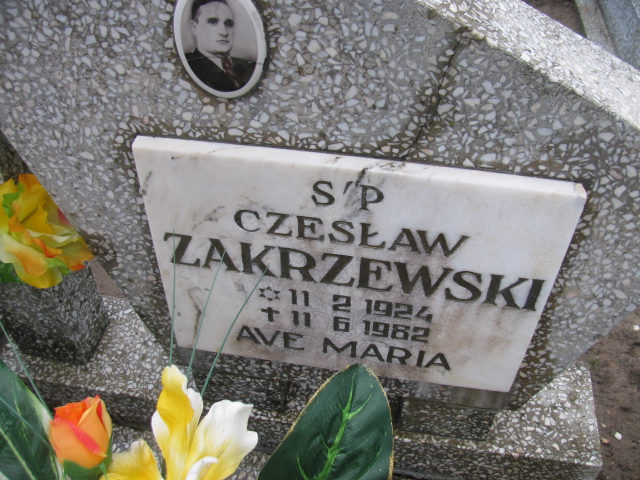 S/P
CZESŁAW
ZAKRZEWSKI
✡ 11 2 1924
✝ 11 6 1982
AVE MARIA